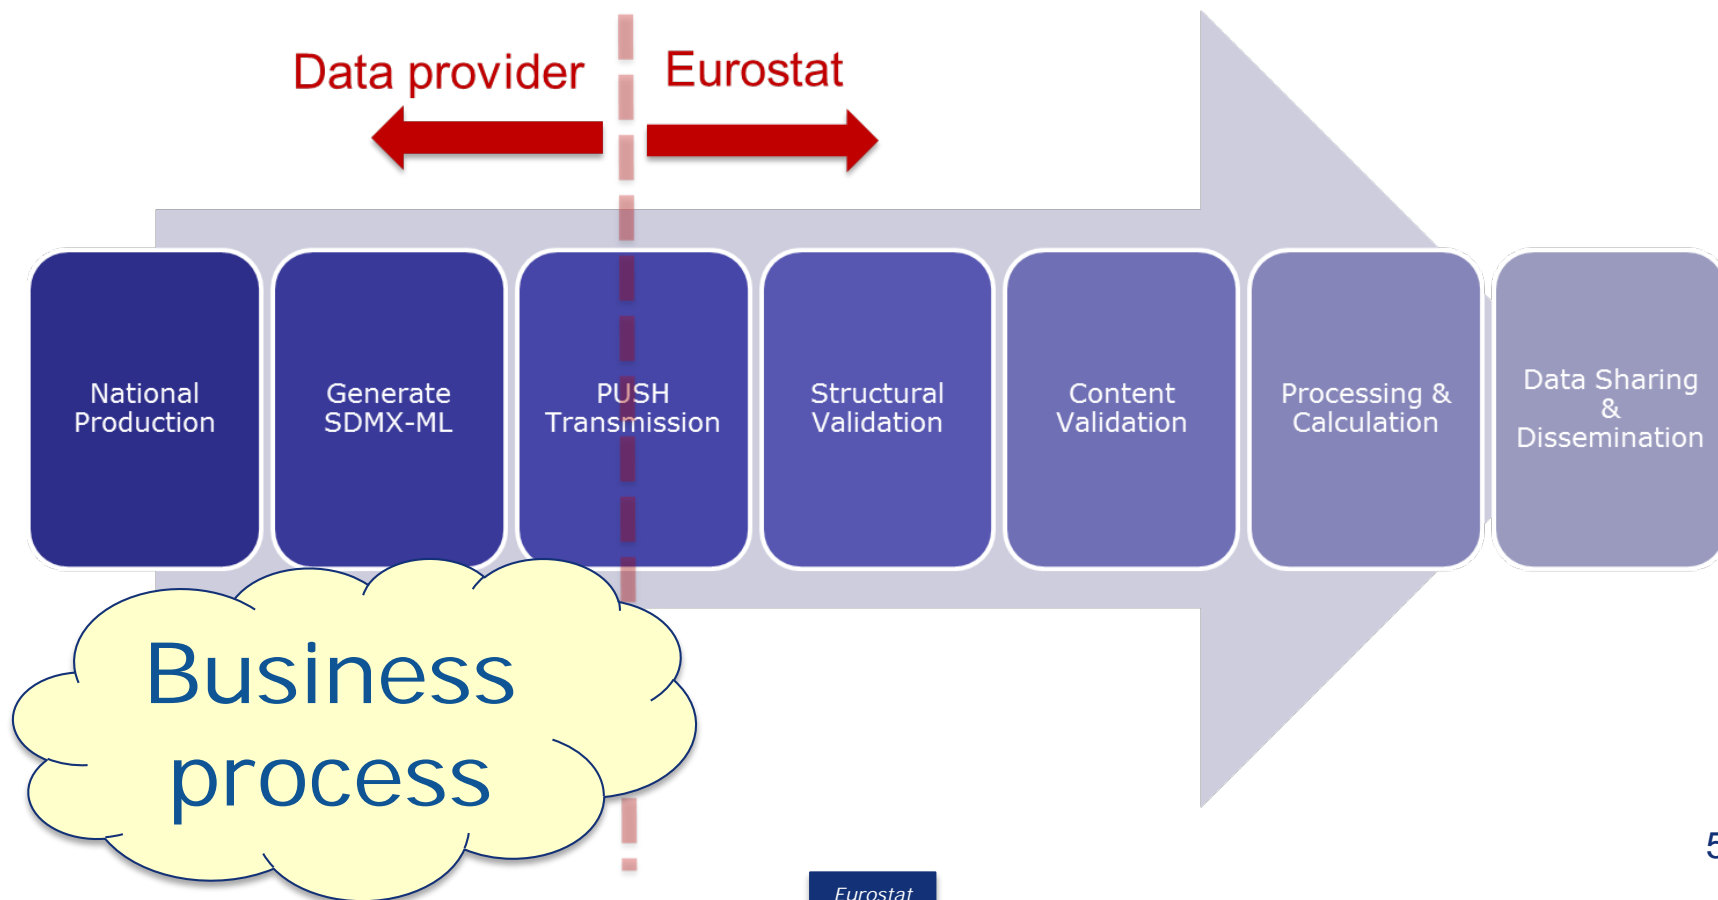 Data provider
Eurostat
National
Production
Generate
SDMX-ML
PUSH
Transmission
Structural
Validation
Content
Validation
Processing &
Calculation
Data Sharing
&
Dissemination
Business
process
5
Eurostat